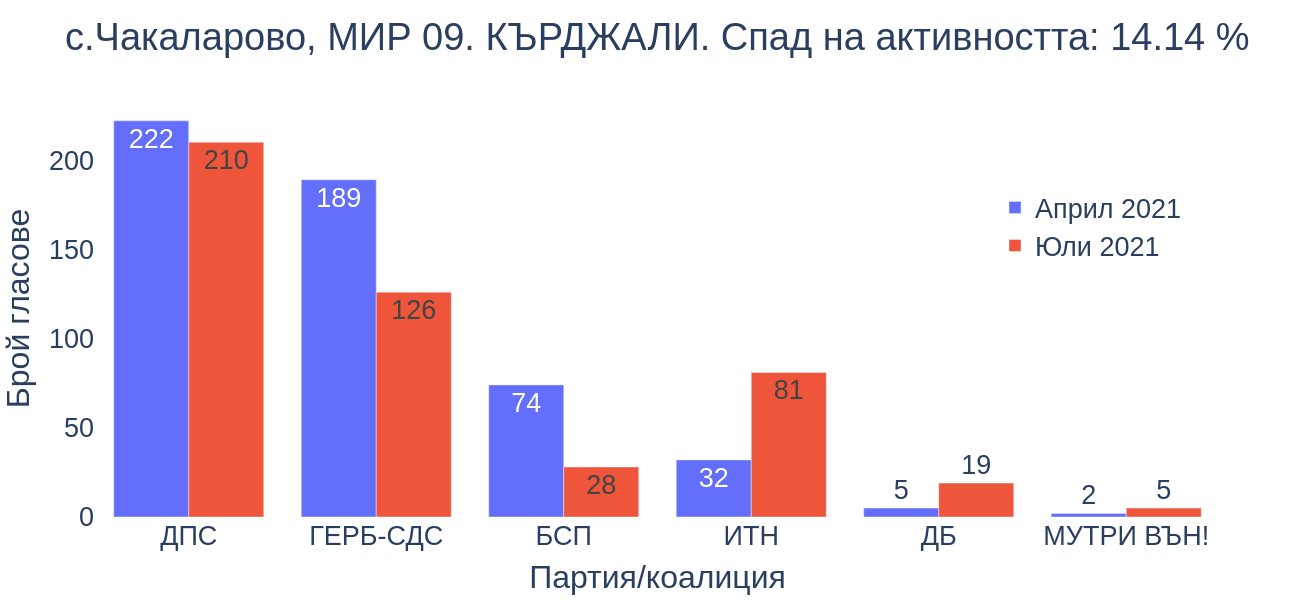 с.Чакаларово, МИР 09. КЪРДЖАЛИ. Спад на активността: 14.14 %
222
210
189
126
74
28
32
81
5
19
2
5
200
150
100
50
0
Брой гласове
Април 2021
Юли 2021
ДПС
ГЕРБ-СДС
БСП
ИТН
ДБ
МУТРИ ВЪН!
Партия/коалиция